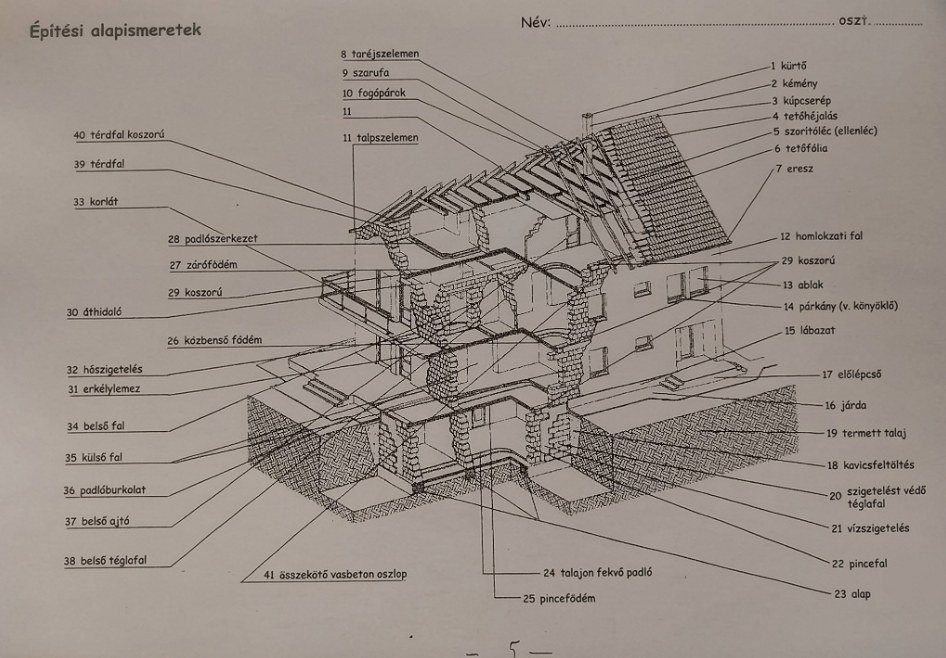 Építési alapismeretek
Név: ........................ oszt. ............
8 taréjszelemen
9 szarufa
10 fogópárok
11
11 talpszelemen
1 kürtő
2 kémény
3 kúpcserép
4 tetőhéjalás
5 szorítóléc (ellenléc)
6 tetőfólia
7 eresz
40 térdfal koszorú
39 térdfal
33 korlát
28 padlószerkezet
27 zárófödém
29 koszorú
30 áthidaló
26 közbenső födém
32 hőszigetelés
31 erkélylemez
34 belső fal
35 külső fal
36 padlóburkolat
37 belső ajtó
38 belső téglafal
41 összekötő vasbeton oszlop
12 homlokzati fal
29 koszorú
13 ablak
14 párkány (v. könyöklő)
15 lábazat
17 előlépcső
16 járda
19 termett talaj
18 kavicsfeltöltés
20 szigetelést védő
téglafal
21 vízszigetelés
22 pincefal
23 alap
24 talajon fekvő padló
25 pincefödém
– 5 –